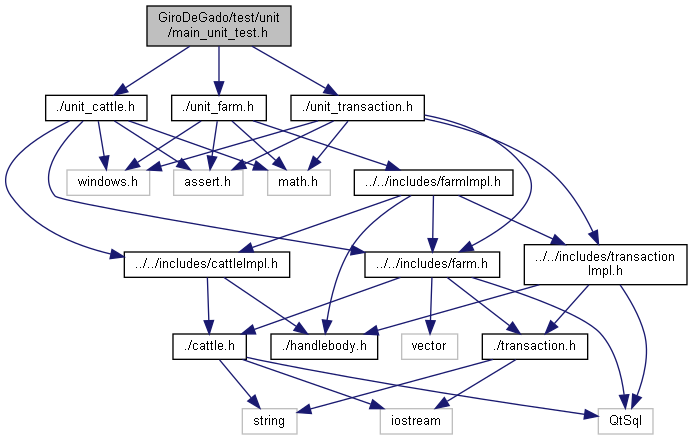 GiroDeGado/test/unit
/main_unit_test.h
./unit_cattle.h
./unit_farm.h
./unit_transaction.h
windows.h
assert.h
math.h
../../includes/farmImpl.h
../../includes/cattleImpl.h
../../includes/farm.h
../../includes/transaction
Impl.h
./cattle.h
./handlebody.h
vector
./transaction.h
string
iostream
QtSql